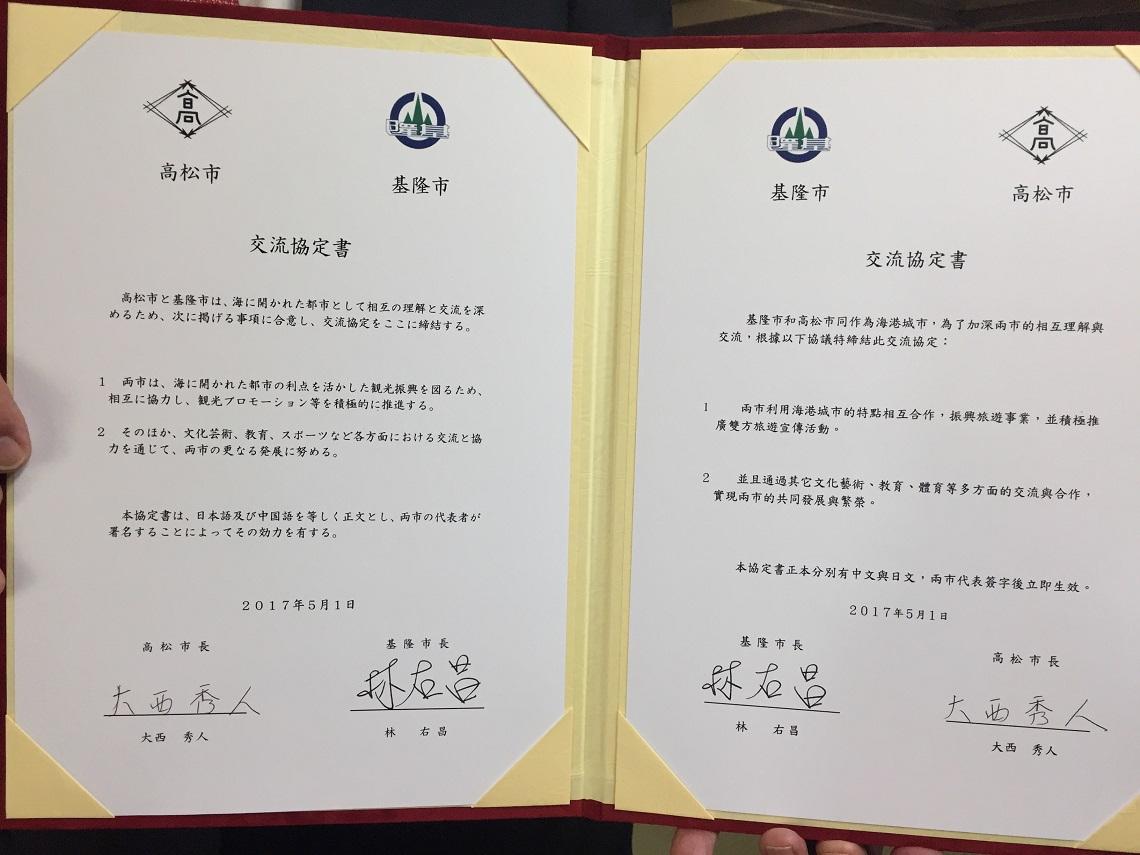 高
高松市
基隆市
交流協定書
高松市と基隆市は、海に開かれた都市として相互の理解と交流を深
めるため、次に掲げる事項に合意し、交流協定をここに締結する。
1 両市は、海に開かれた都市の利点を活かした観光振興を図るため、
相互に協力し、観光プロモーション等を積極的に推進する。
2 そのほか、文化芸術、教育、スポーツなど各方面における交流と協
力を通じて、両市の更なる発展に努める。
本協定書は、日本語及び中国語を等しく正文とし、両市の代表者が
署名することによってその効力を有する。
2017年5月1日
高松市長
基隆市長
大西秀人
林右昌
大西 秀人
林 右昌
高
基隆市
高松市
交流協定書
基隆市和高松市同作為海港城市,為了加深兩市的相互理解與
交流,根據以下協議特締結此交流協定:
1 兩市利用海港城市的特點相互合作,振興旅遊事業,並積極推
廣雙方旅遊宣傳活動。
2 並且通過其它文化藝術、教育、體育等多方面的交流與合作,
實現兩市的共同發展與繁榮。
本協定書正本分別有中文與日文,兩市代表簽字後立即生效。
2017年5月1日
基隆市長
高松市長
林右昌
大西秀人
林 右昌
大西 秀人